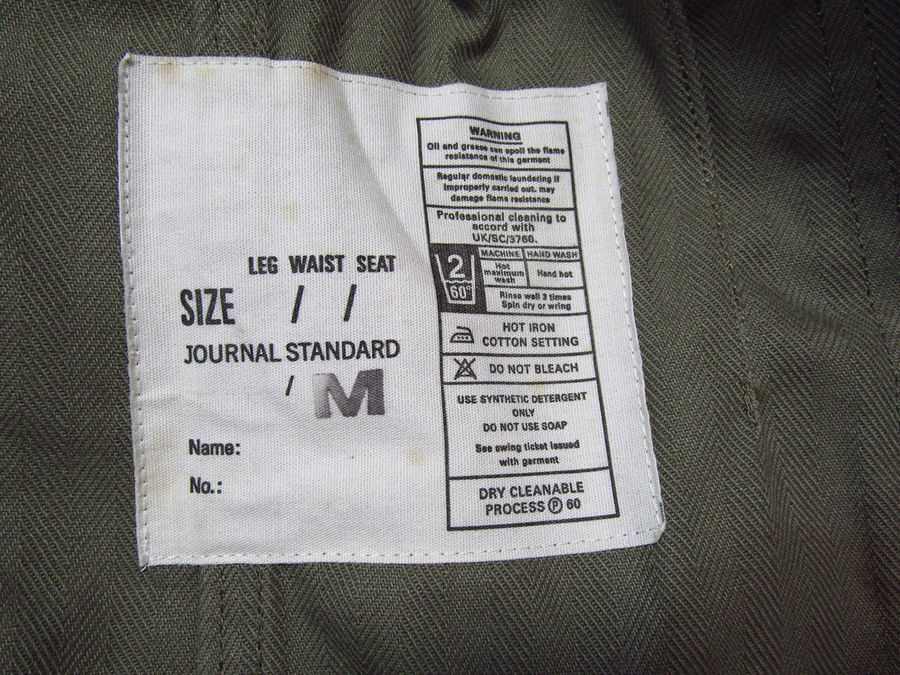 LEG WAIST SEAT
SIZE / /
JOURNAL STANDARD
/ M
Name:
No.:
WARNING
Oil and grease can spoil the flame
resistance of this garment
Regular domestic laundering if
improperly carried out. may
damage flame resistance
Professional cleaning to
accord with
UK/SC/3760.
2
60°
MACHINE
Hot
maximum
wash
HAND WASH
Hand hot
Rinse wall 3 times
Spin dry or wring
HOT IRON
COTTON SETTING
DO NOT BLEACH
USE SYNTHETIC DETERGENT
ONLY
DO NOT USE SOAP
See swing ticket issued
with garment
DRY CLEANABLE
PROCESS Ⓟ 60